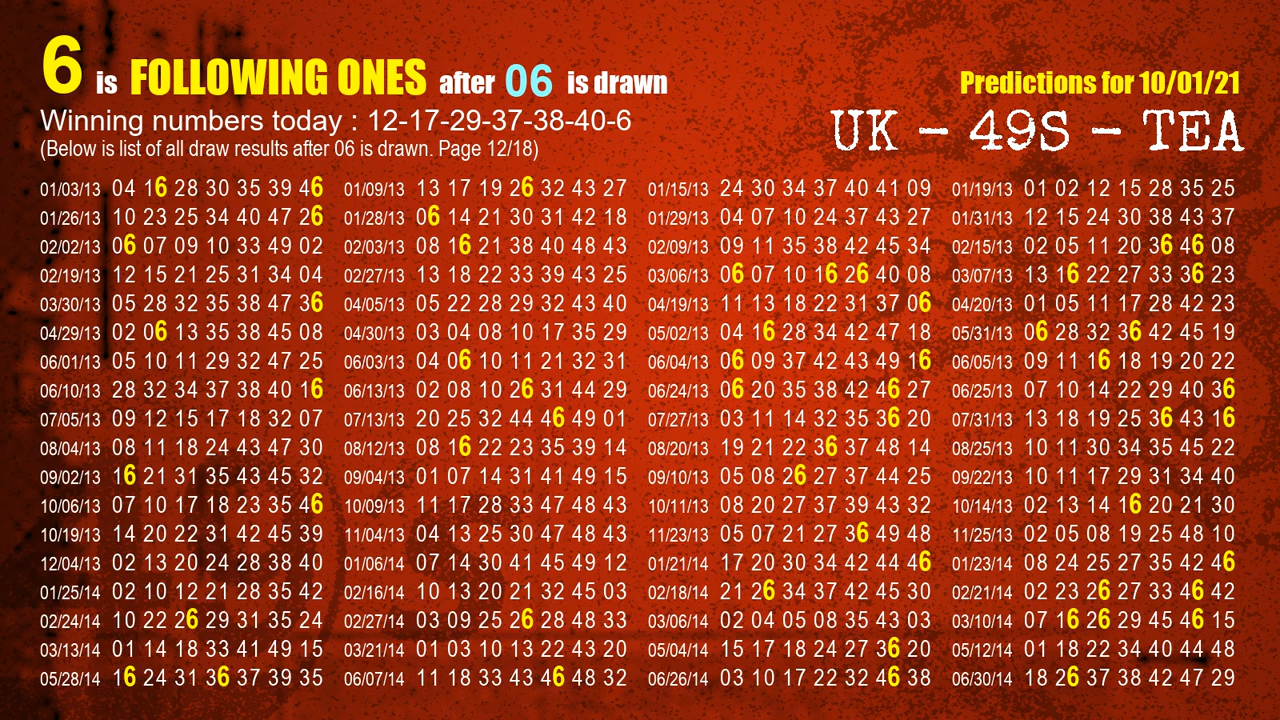 6 is FOLLOWING ONES after 06 is drawn
Predictions for 10/01/21
Winning numbers today : 12-17-29-37-38-40-6
UK - 49S - TEA
(Below is list of all draw results after 06 is drawn. Page 12/18)
01/03/13 04 16 28 30 35 39 46 01/09/13 13 17 19 26 32 43 27 01/15/13 24 30 34 37 40 41 09 01/19/13 01 02 12 15 28 35 25
01/26/13 10 23 25 34 40 47 26 01/28/13 06 14 21 30 31 42 18 01/29/13 04 07 10 24 37 43 27 01/31/13 12 15 24 30 38 43 37
02/02/13 06 07 09 10 33 49 02 02/03/13 08 16 21 38 40 48 43 02/09/13 09 11 35 38 42 45 34 02/15/13 02 05 11 20 36 46 08
02/19/13 12 15 21 25 31 34 04 02/27/13 13 18 22 33 39 43 25 03/06/13 06 07 10 16 26 40 08 03/07/13 13 16 22 27 33 36 23
03/30/13 05 28 32 35 38 47 36 04/05/13 05 22 28 29 32 43 40 04/19/13 11 13 18 22 31 37 06 04/20/13 01 05 11 17 28 42 23
04/29/13 02 06 13 35 38 45 08 04/30/13 03 04 08 10 17 35 29 05/02/13 04 16 28 34 42 47 18 05/31/13 06 28 32 36 42 45 19
06/01/13 05 10 11 29 32 47 25 06/03/13 04 06 10 11 21 32 31 06/04/13 06 09 37 42 43 49 16 06/05/13 09 11 16 18 19 20 22
06/10/13 28 32 34 37 38 40 16 06/13/13 02 08 10 26 31 44 29 06/24/13 06 20 35 38 42 46 27 06/25/13 07 10 14 22 29 40 36
07/05/13 09 12 15 17 18 32 07 07/13/13 20 25 32 44 46 49 01 07/27/13 03 11 14 32 35 36 20 07/31/13 13 18 19 25 36 43 16
08/04/13 08 11 18 24 43 47 30 08/12/13 08 16 22 23 35 39 14 08/20/13 19 21 22 36 37 48 14 08/25/13 10 11 30 34 35 45 22
09/02/13 16 21 31 35 43 45 32 09/04/13 01 07 14 31 41 49 15 09/10/13 05 08 26 27 37 44 25 09/22/13 10 11 17 29 31 34 40
10/06/13 07 10 17 18 23 35 46 10/09/13 11 17 28 33 47 48 43 10/11/13 08 20 27 37 39 43 32 10/14/13 02 13 14 16 20 21 30
10/19/13 14 20 22 31 42 45 39 11/04/13 04 13 25 30 47 48 43 11/23/13 05 07 21 27 36 49 48 11/25/13 02 05 08 19 25 48 10
12/04/13 02 13 20 24 28 38 40 01/06/14 07 14 30 41 45 49 12 01/21/14 17 20 30 34 42 44 46 01/23/14 08 24 25 27 35 42 46
01/25/14 02 10 12 21 28 35 42 02/16/14 10 13 20 21 32 45 03 02/18/14 21 26 34 37 42 45 30 02/21/14 02 23 26 27 33 46 42
02/24/14 10 22 26 29 31 35 24 02/27/14 03 09 25 26 28 48 33 03/06/14 02 04 05 08 35 43 03 03/10/14 07 16 26 29 45 46 15
03/13/14 01 14 18 33 41 49 15 03/21/14 01 03 10 13 22 43 20 05/04/14 15 17 18 24 27 36 20 05/12/14 01 18 22 34 40 44 48
05/28/14 16 24 31 36 37 39 35 06/07/14 11 18 33 43 46 48 32 06/26/14 03 10 17 22 32 46 38 06/30/14 18 26 37 38 42 47 29